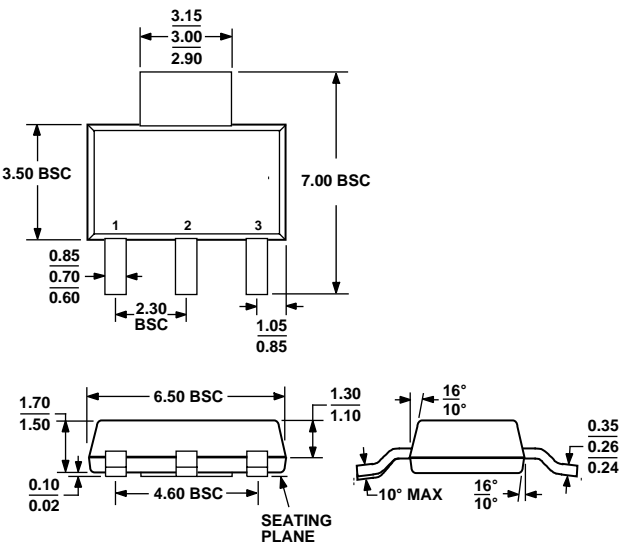 3.15
3.00
2.90
3.50 BSC
7.00 BSC
1 2 3
0.85
0.70
0.60
2.30
BSC
1.05
0.85
1.70
1.50
6.50 BSC
1.30
1.10
16°
10°
0.35
0.26
0.24
0.10
0.02
4.60 BSC
10° MAX
16°
10°
SEATING
PLANE